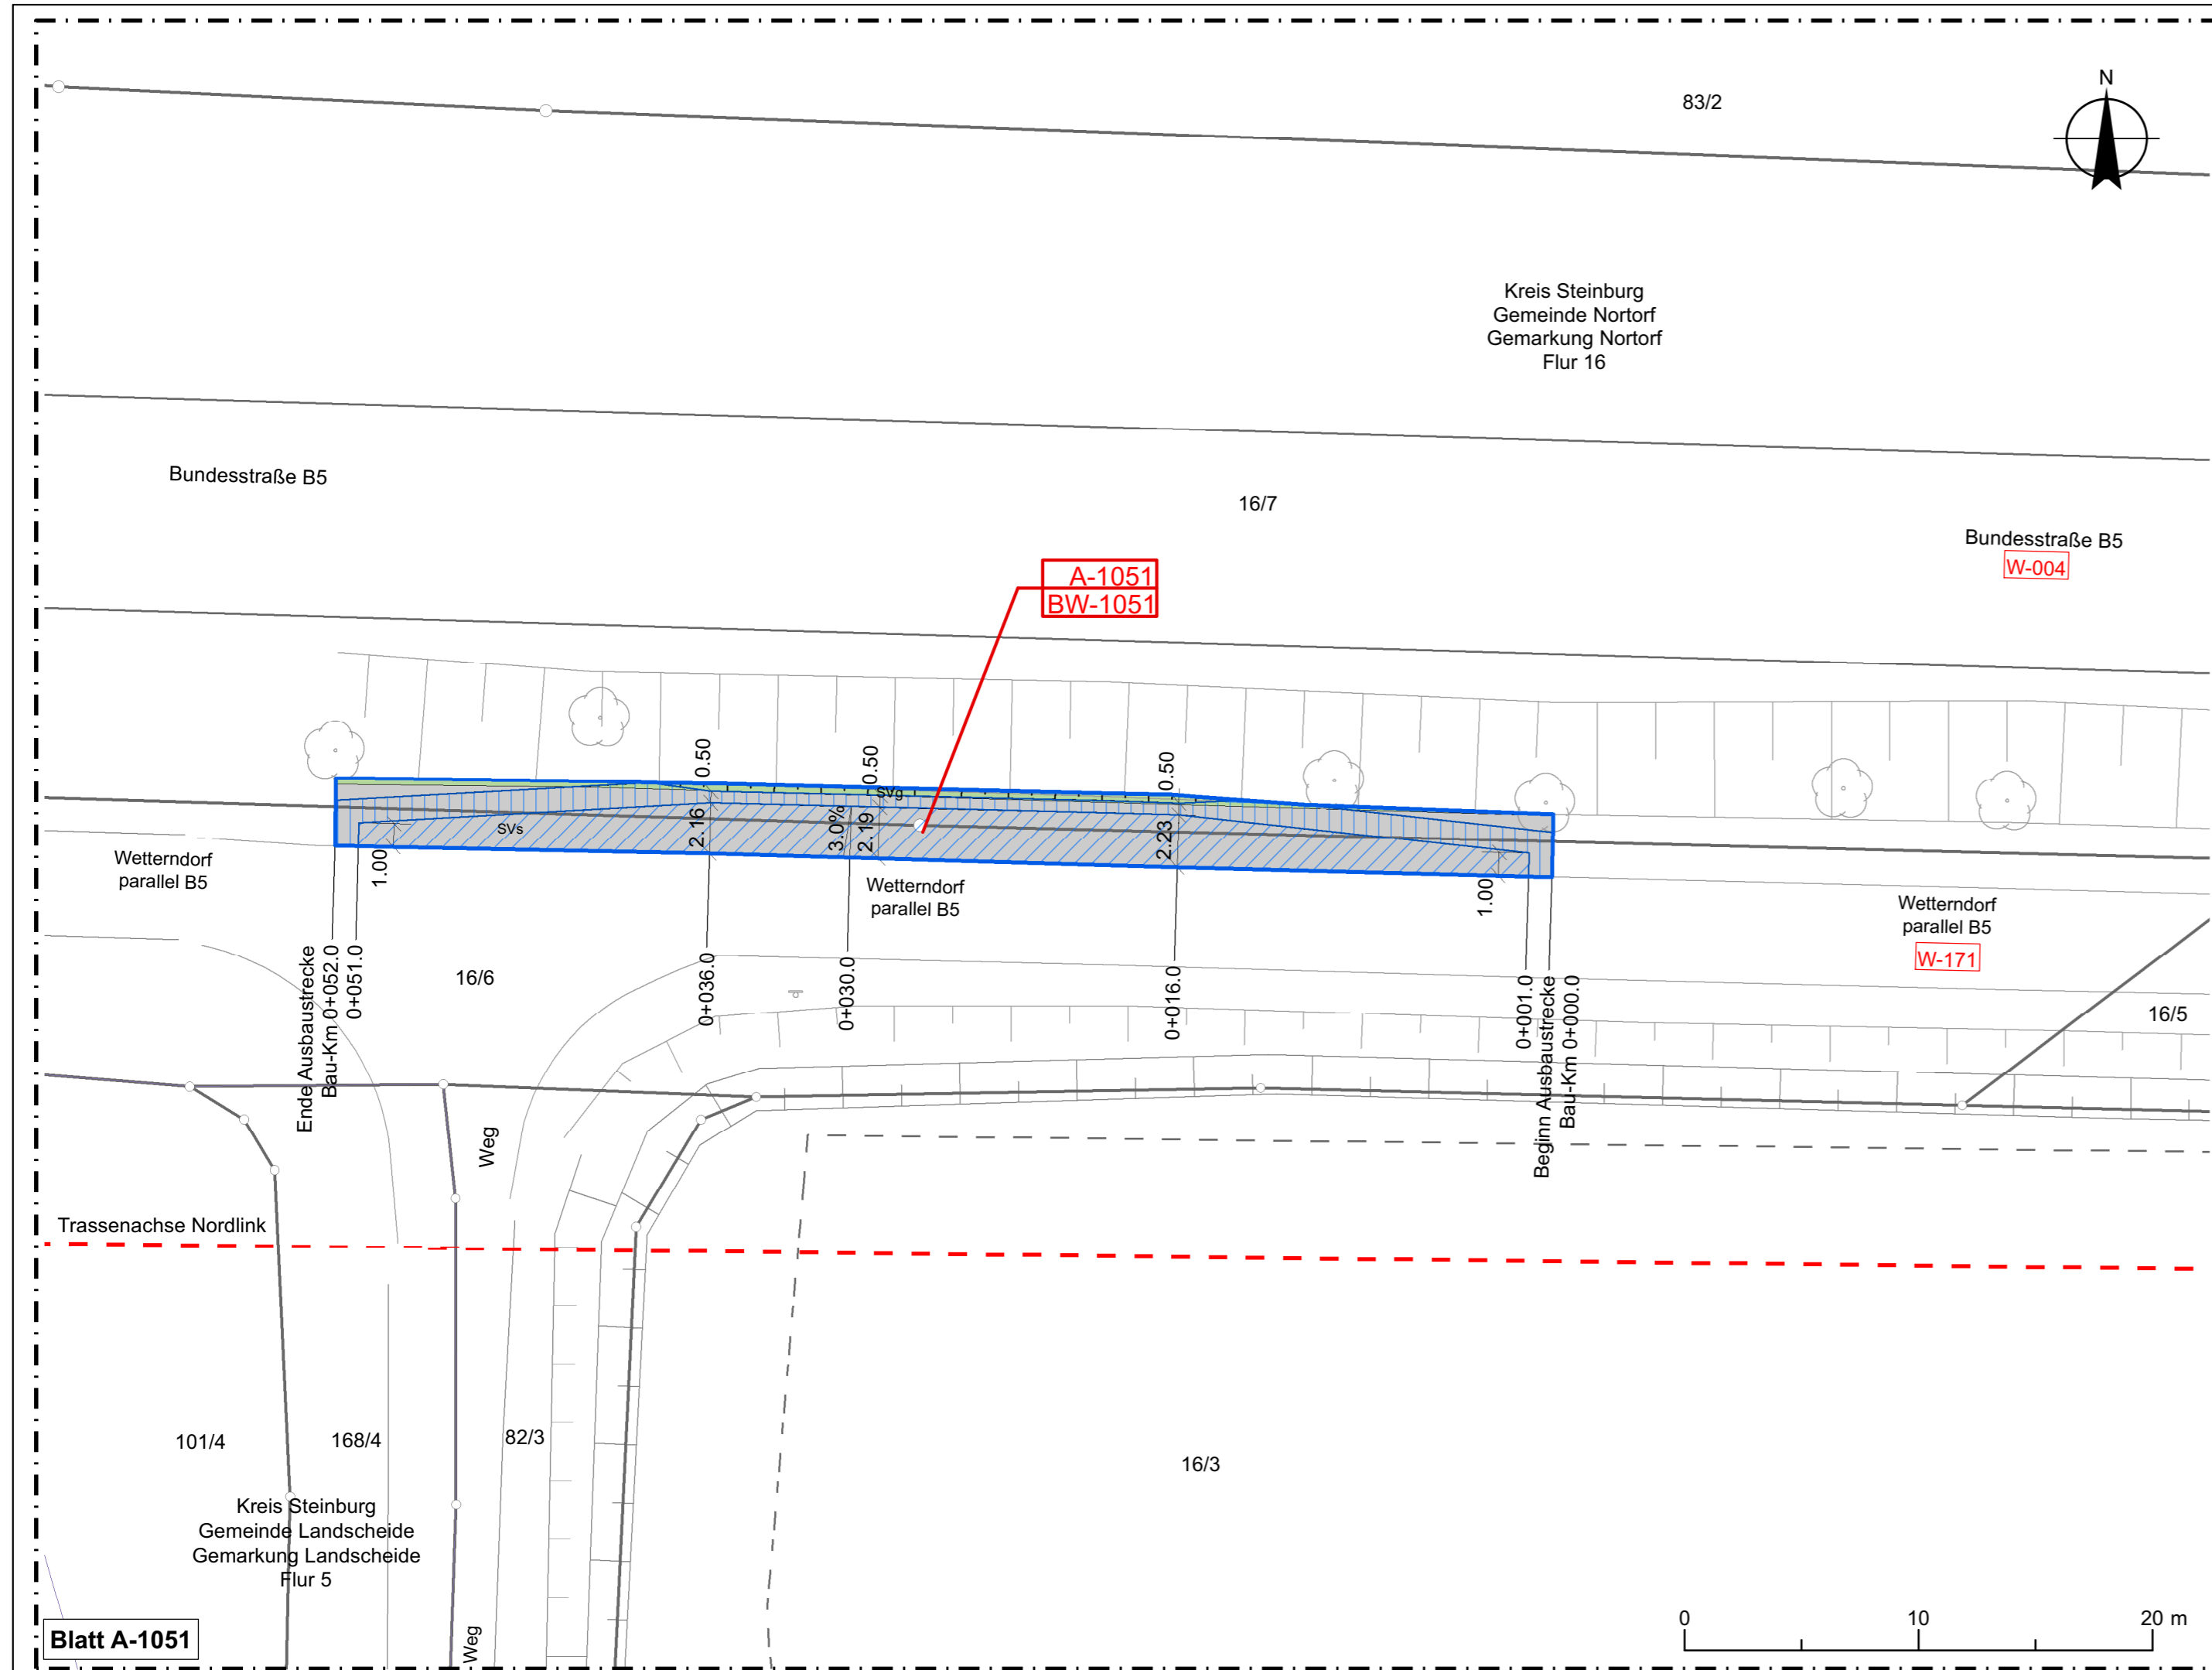 83/2
N
Kreis Steinburg
Gemeinde Nortorf
Gemarkung Nortorf
Flur 16
Bundesstraße B5
16/7
Bundesstraße B5
W-004
A-1051
BW-1051
0.50
0.50
0.50
SVg
SVs
2.16
3.0%
2.19
2.23
1.00
1.00
Wetterndorf
parallel B5
Wetterndorf
parallel B5
Wetterndorf
parallel B5
W-171
16/6
16/5
Ende Ausbaustrecke
Bau-Km 0+052.0
0+051.0
0+036.0
0+030.0
0+016.0
0+001.0
Beginn Ausbaustrecke
Bau-Km 0+000.0
Weg
Trassenachse Nordlink
101/4
168/4
82/3
16/3
Kreis Steinburg
Gemeinde Landscheide
Gemarkung Landscheide
Flur 5
Weg
Blatt A-1051
0
10
20 m